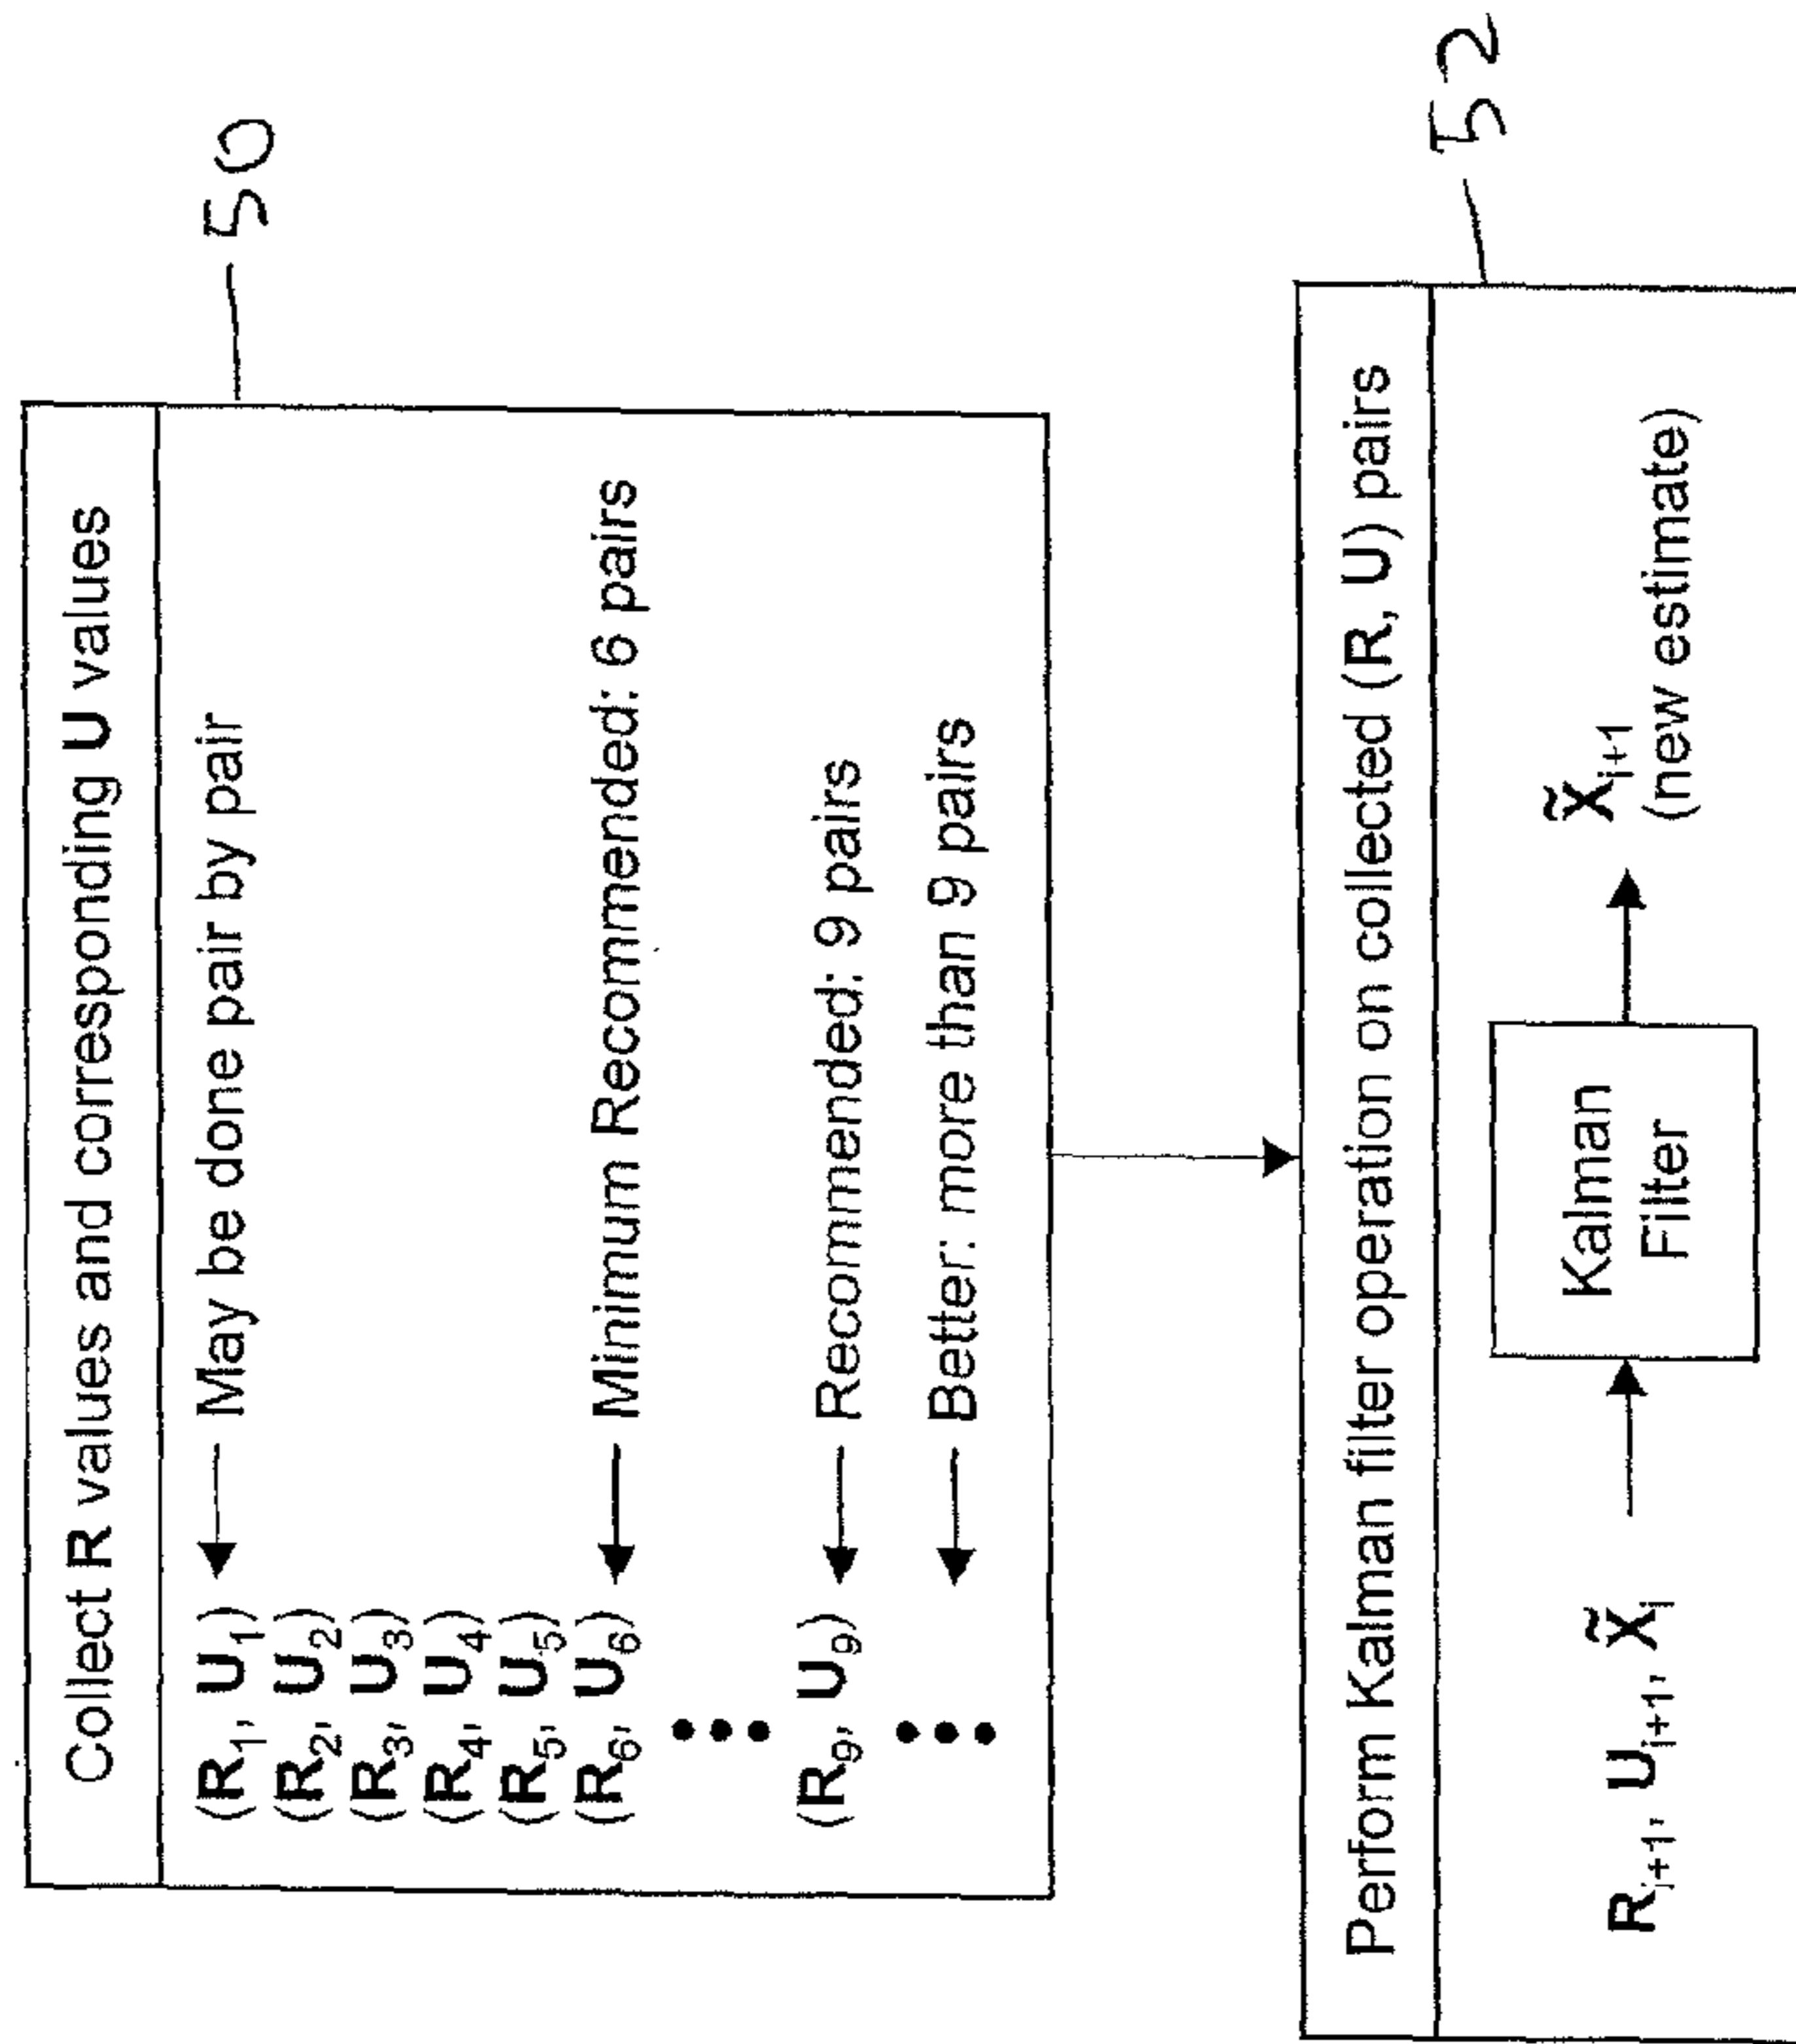 Collect R values and corresponding U values
(R₁, U₁) May be done pair by pair
(R₂, U₂)
(R₃, U₃)
(R₄, U₄)
(R₅, U₅)
(R₆, U₆) Minimum Recommended: 6 pairs
•••
(R₉, U₉) Recommended: 9 pairs
••• Better: more than 9 pairs
50
Perform Kalman filter operation on collected (R, U) pairs
Rᵢ₊₁, Uᵢ₊₁, X̃ᵢ
Kalman
Filter
X̃ᵢ₊₁
(new estimate)
52